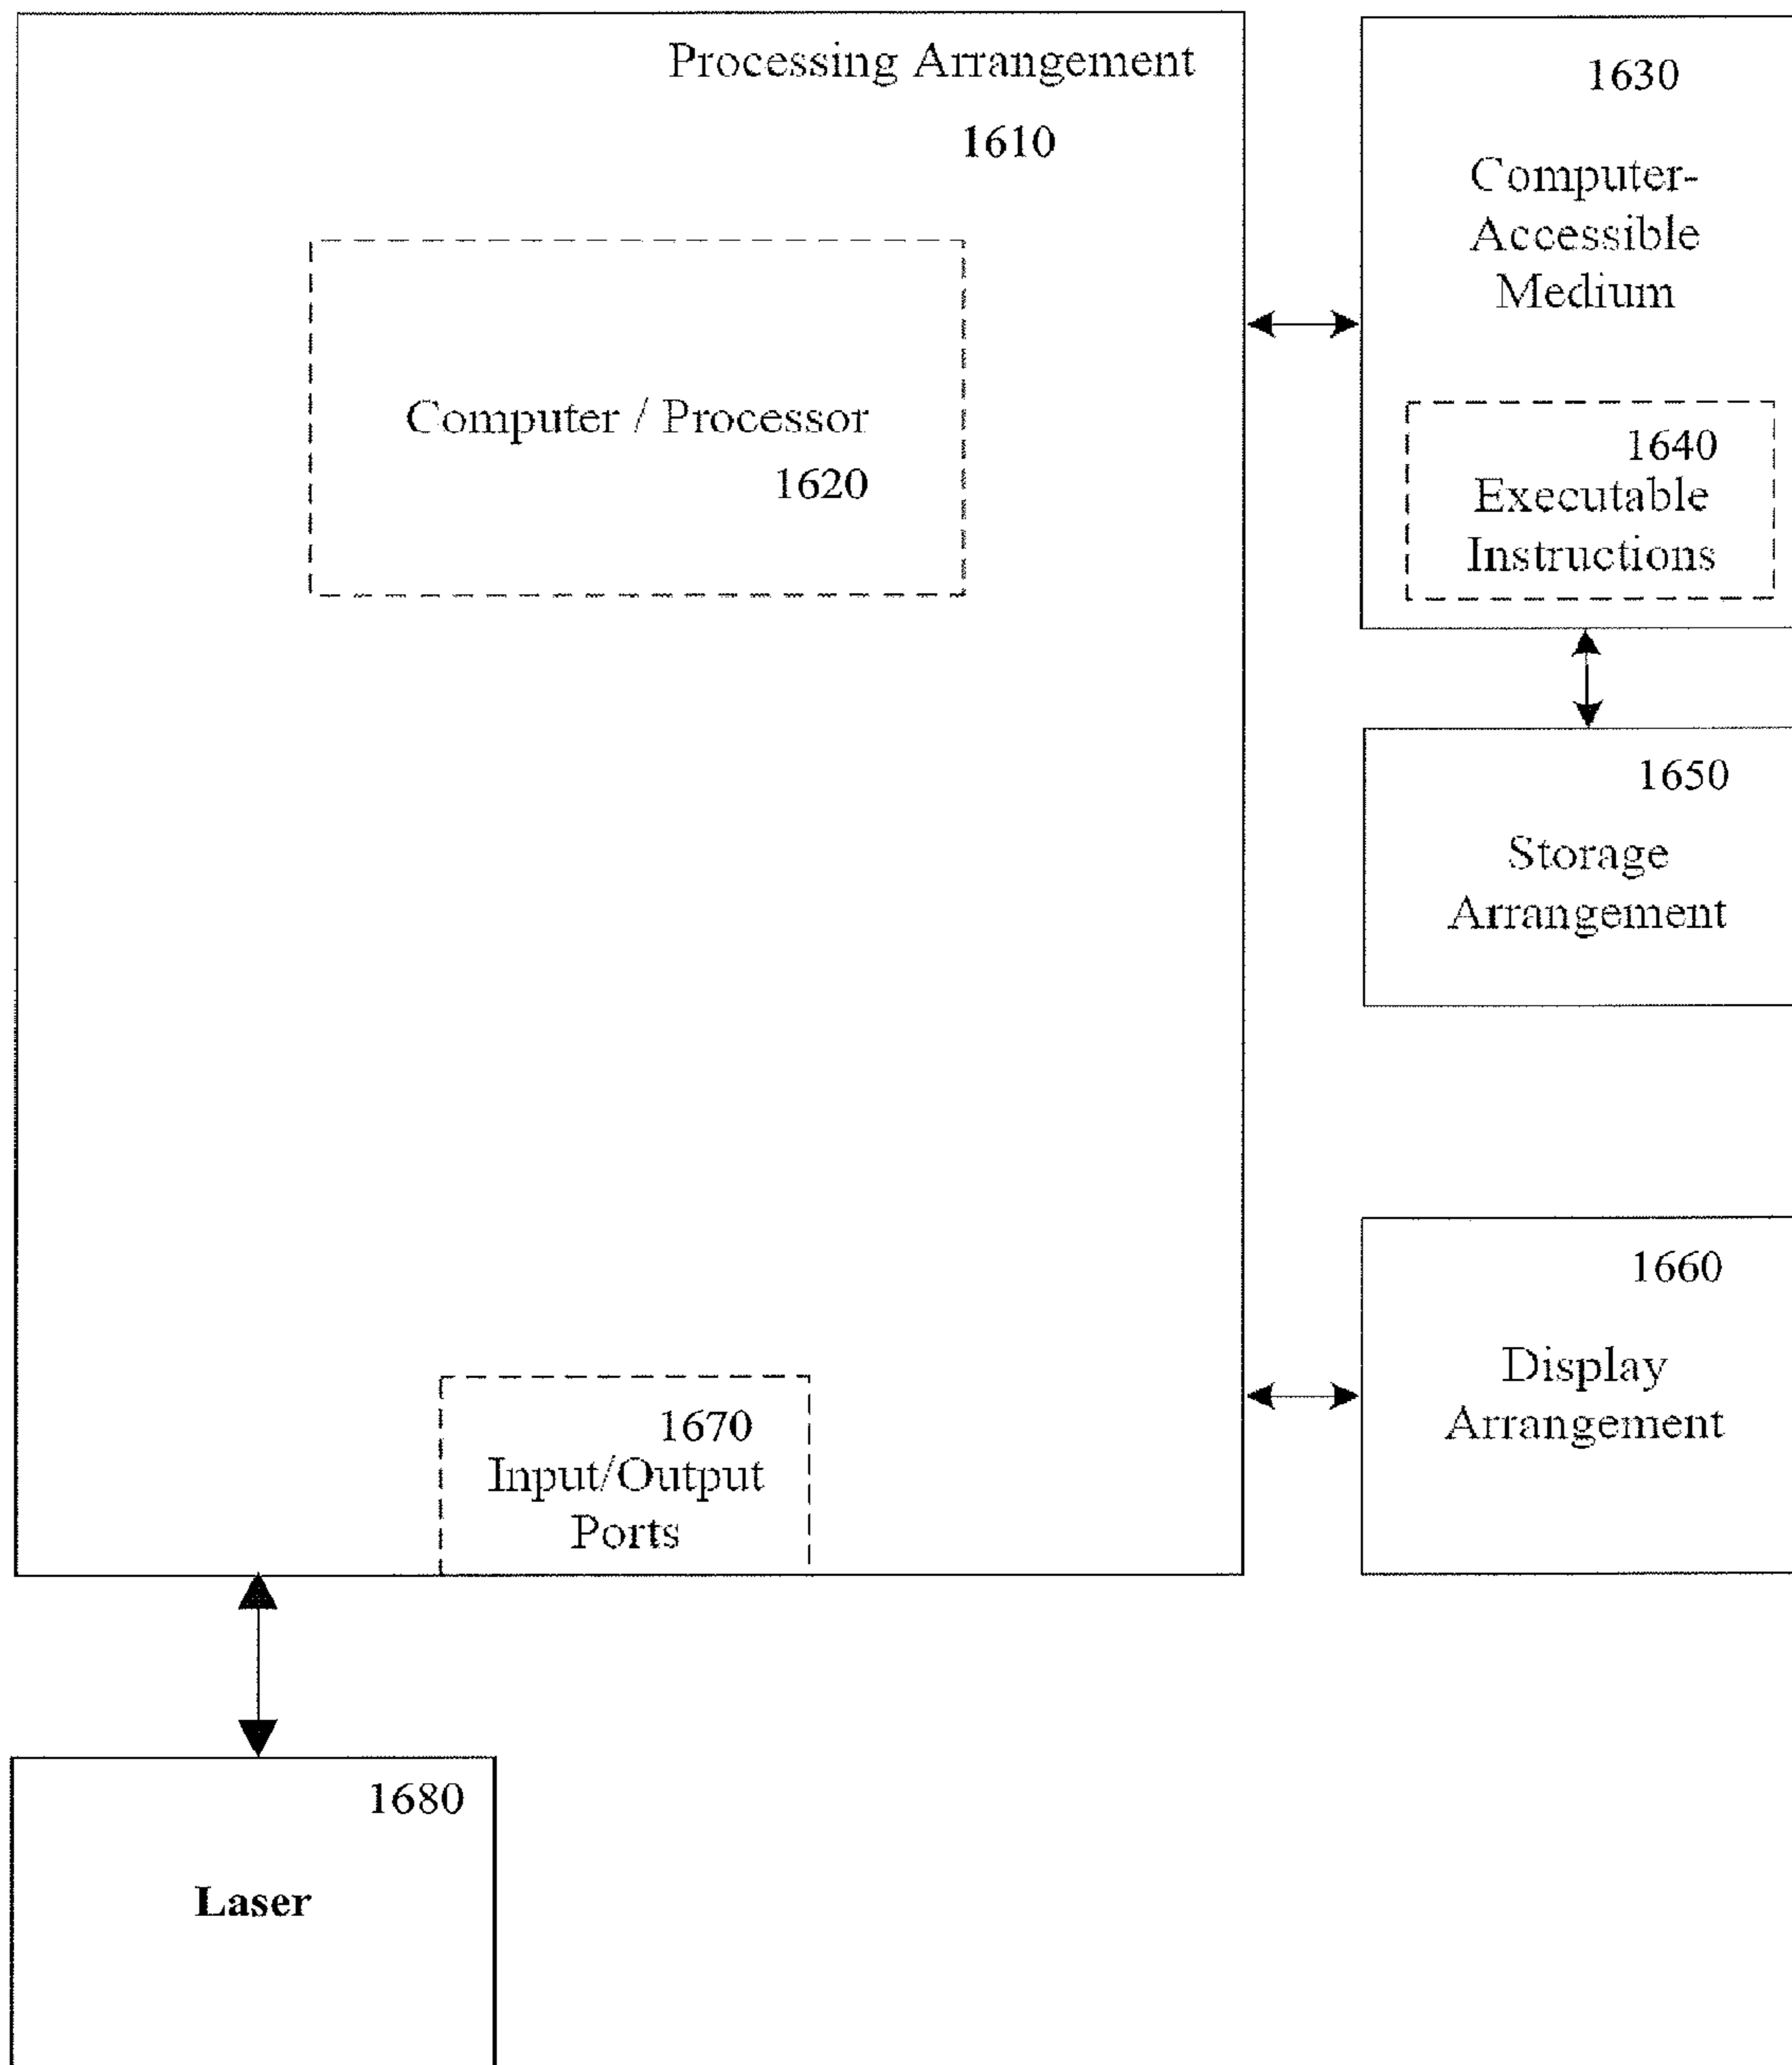 Processing Arrangement
1610
Computer / Processor
1620
1630
Computer-
Accessible
Medium
1640
Executable
Instructions
1650
Storage
Arrangement
1660
Display
Arrangement
1670
Input/Output
Ports
1680
Laser